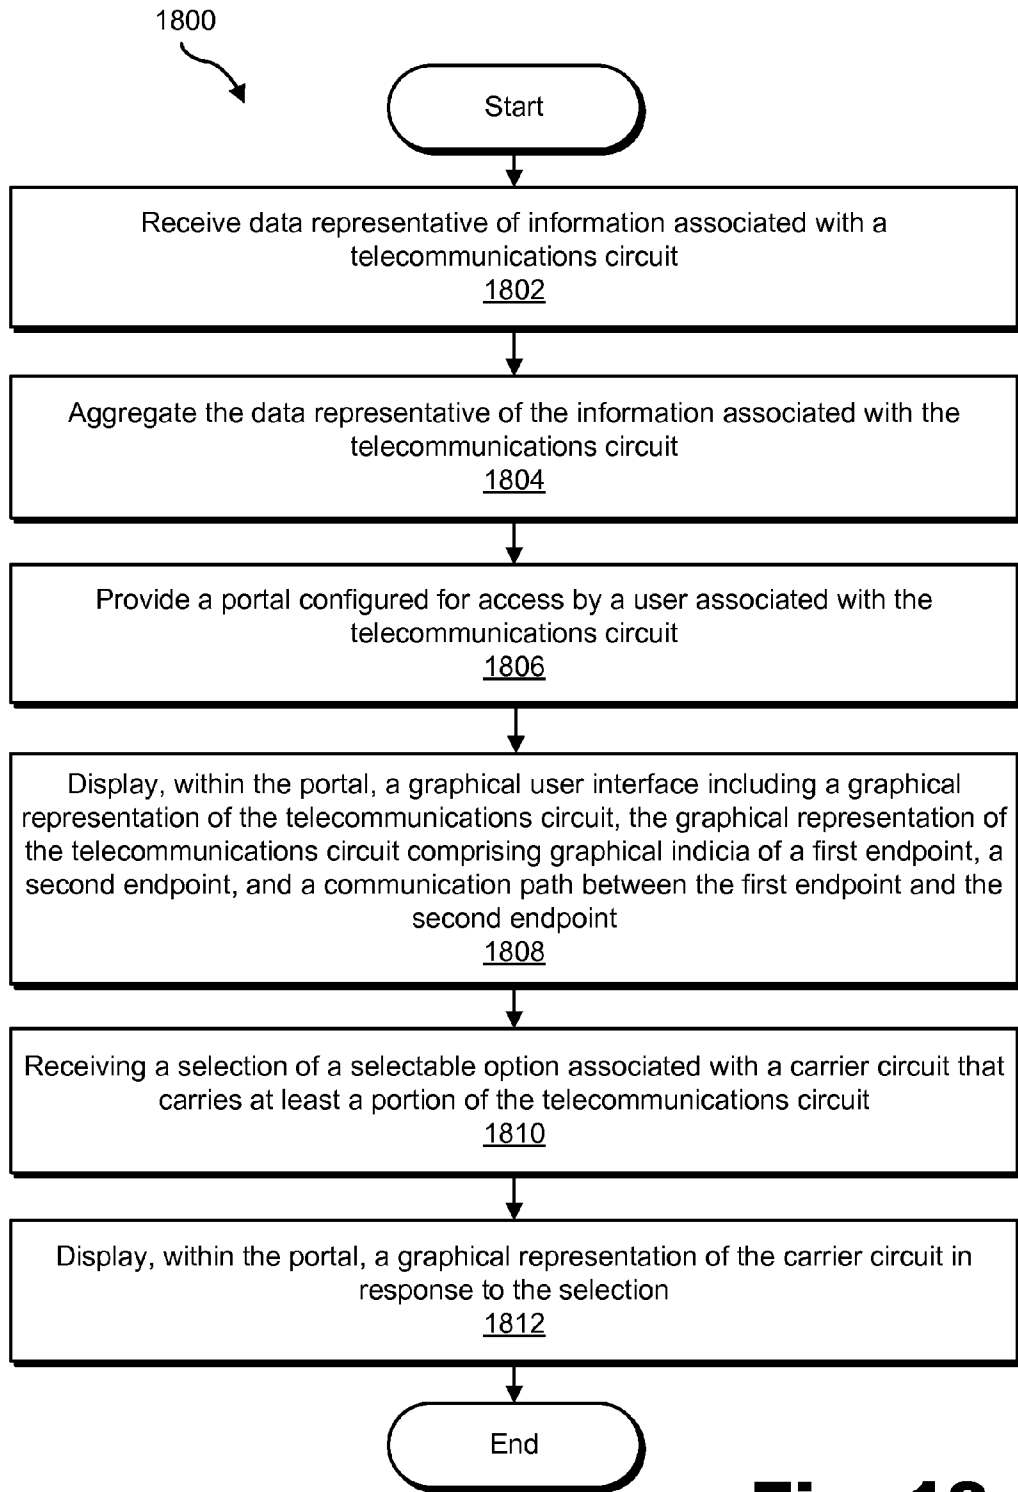 1800
Start
Receive data representative of information associated with a
telecommunications circuit
1802
Aggregate the data representative of the information associated with the
telecommunications circuit
1804
Provide a portal configured for access by a user associated with the
telecommunications circuit
1806
Display, within the portal, a graphical user interface including a graphical
representation of the telecommunications circuit, the graphical representation of
the telecommunications circuit comprising graphical indicia of a first endpoint, a
second endpoint, and a communication path between the first endpoint and the
second endpoint
1808
Receiving a selection of a selectable option associated with a carrier circuit that
carries at least a portion of the telecommunications circuit
1810
Display, within the portal, a graphical representation of the carrier circuit in
response to the selection
1812
End